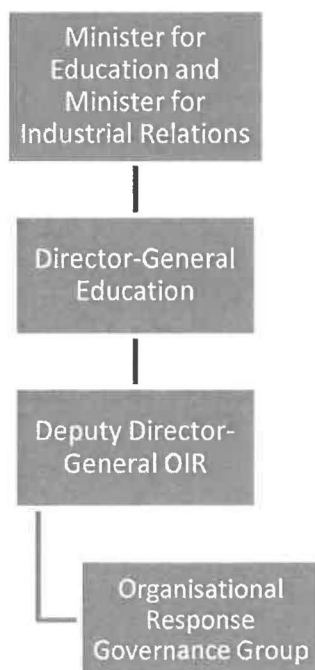 Minister for
Education and
Minister for
Industrial Relations
Director-General
Education
Deputy Director-
General OIR
Organisational
Response
Governance Group